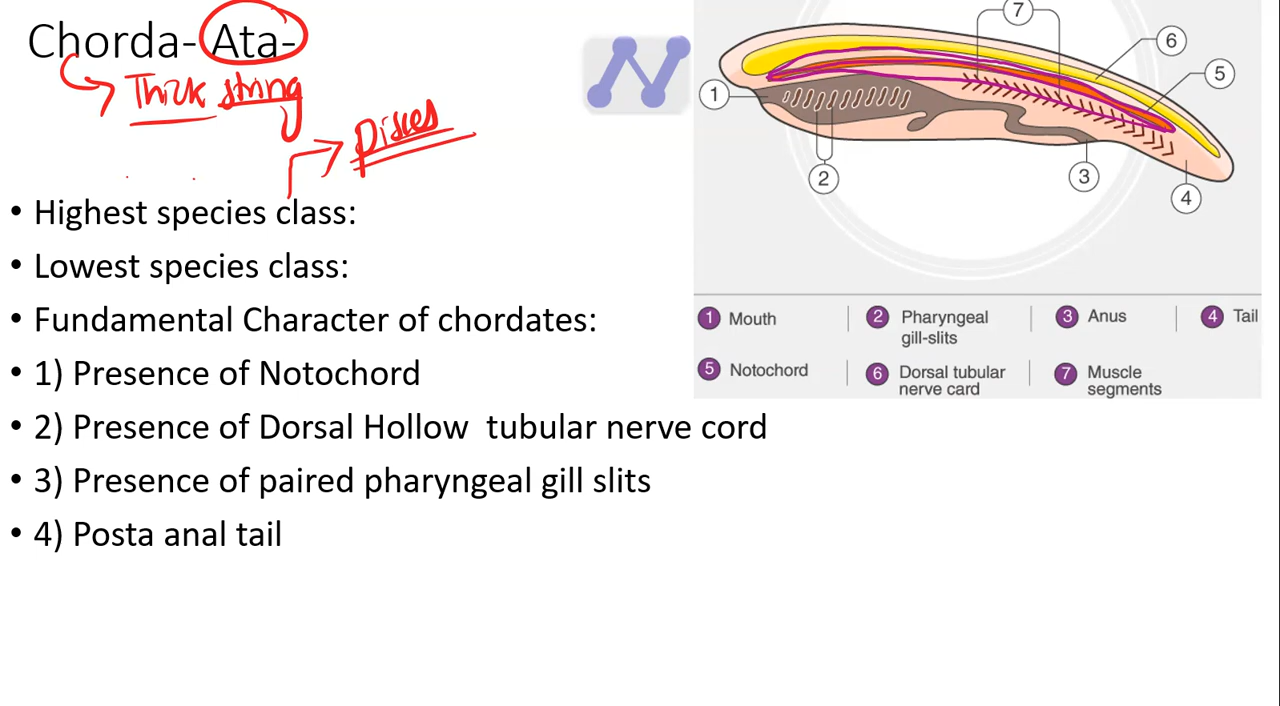 Chorda- Ata-
Thick string
Pisces
• Highest species class:
• Lowest species class:
• Fundamental Character of chordates:
• 1) Presence of Notochord
• 2) Presence of Dorsal Hollow tubular nerve cord
• 3) Presence of paired pharyngeal gill slits
• 4) Posta anal tail
7
6
5
1
2
3
4
1 Mouth
2 Pharyngeal
gill-slits
3 Anus
4 Tail
5 Notochord
6 Dorsal tubular
nerve card
7 Muscle
segments